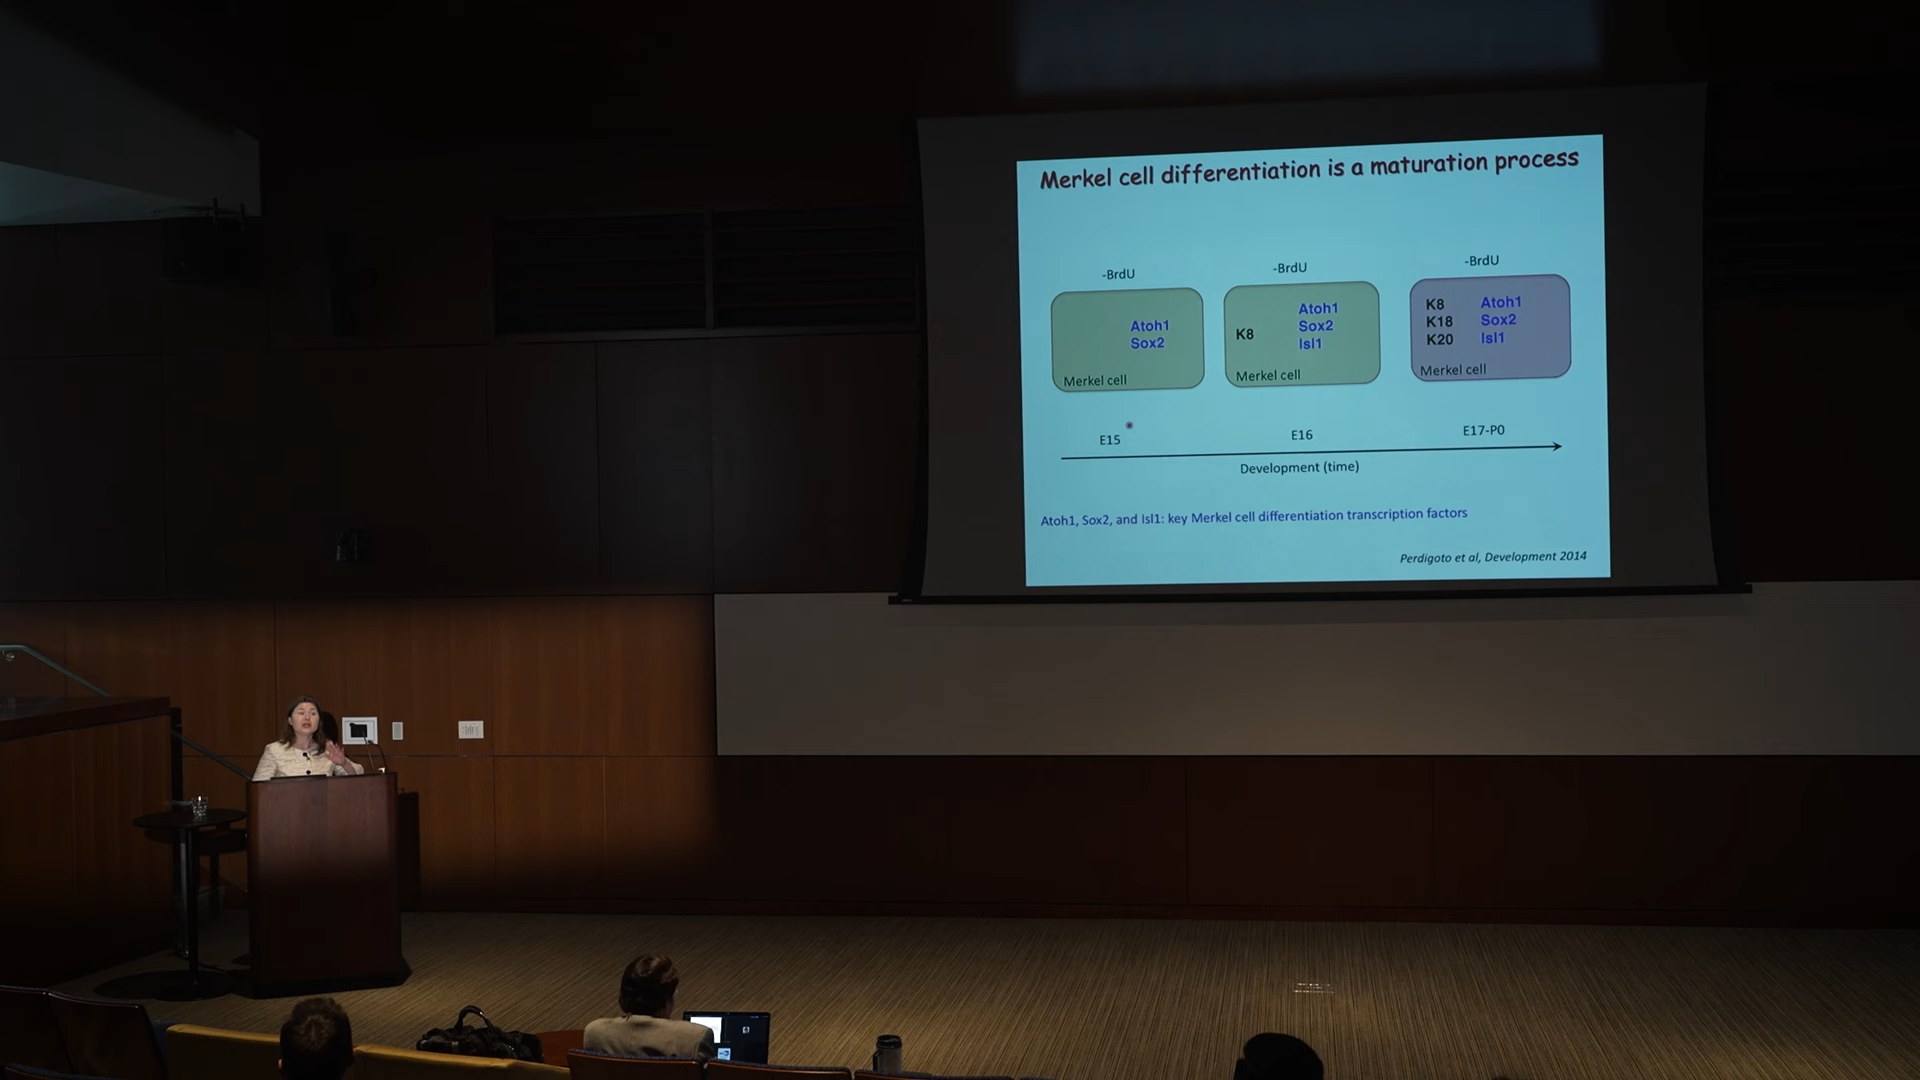 Merkel cell differentiation is a maturation process
-BrdU
-BrdU
-BrdU
Atoh1
Sox2
Merkel cell
K8
Atoh1
Sox2
Isl1
Merkel cell
K8
K18
K20
Atoh1
Sox2
Isl1
Merkel cell
E15
E16
E17-P0
Development (time)
Atoh1, Sox2, and Isl1: key Merkel cell differentiation transcription factors
Perdigoto et al, Development 2014